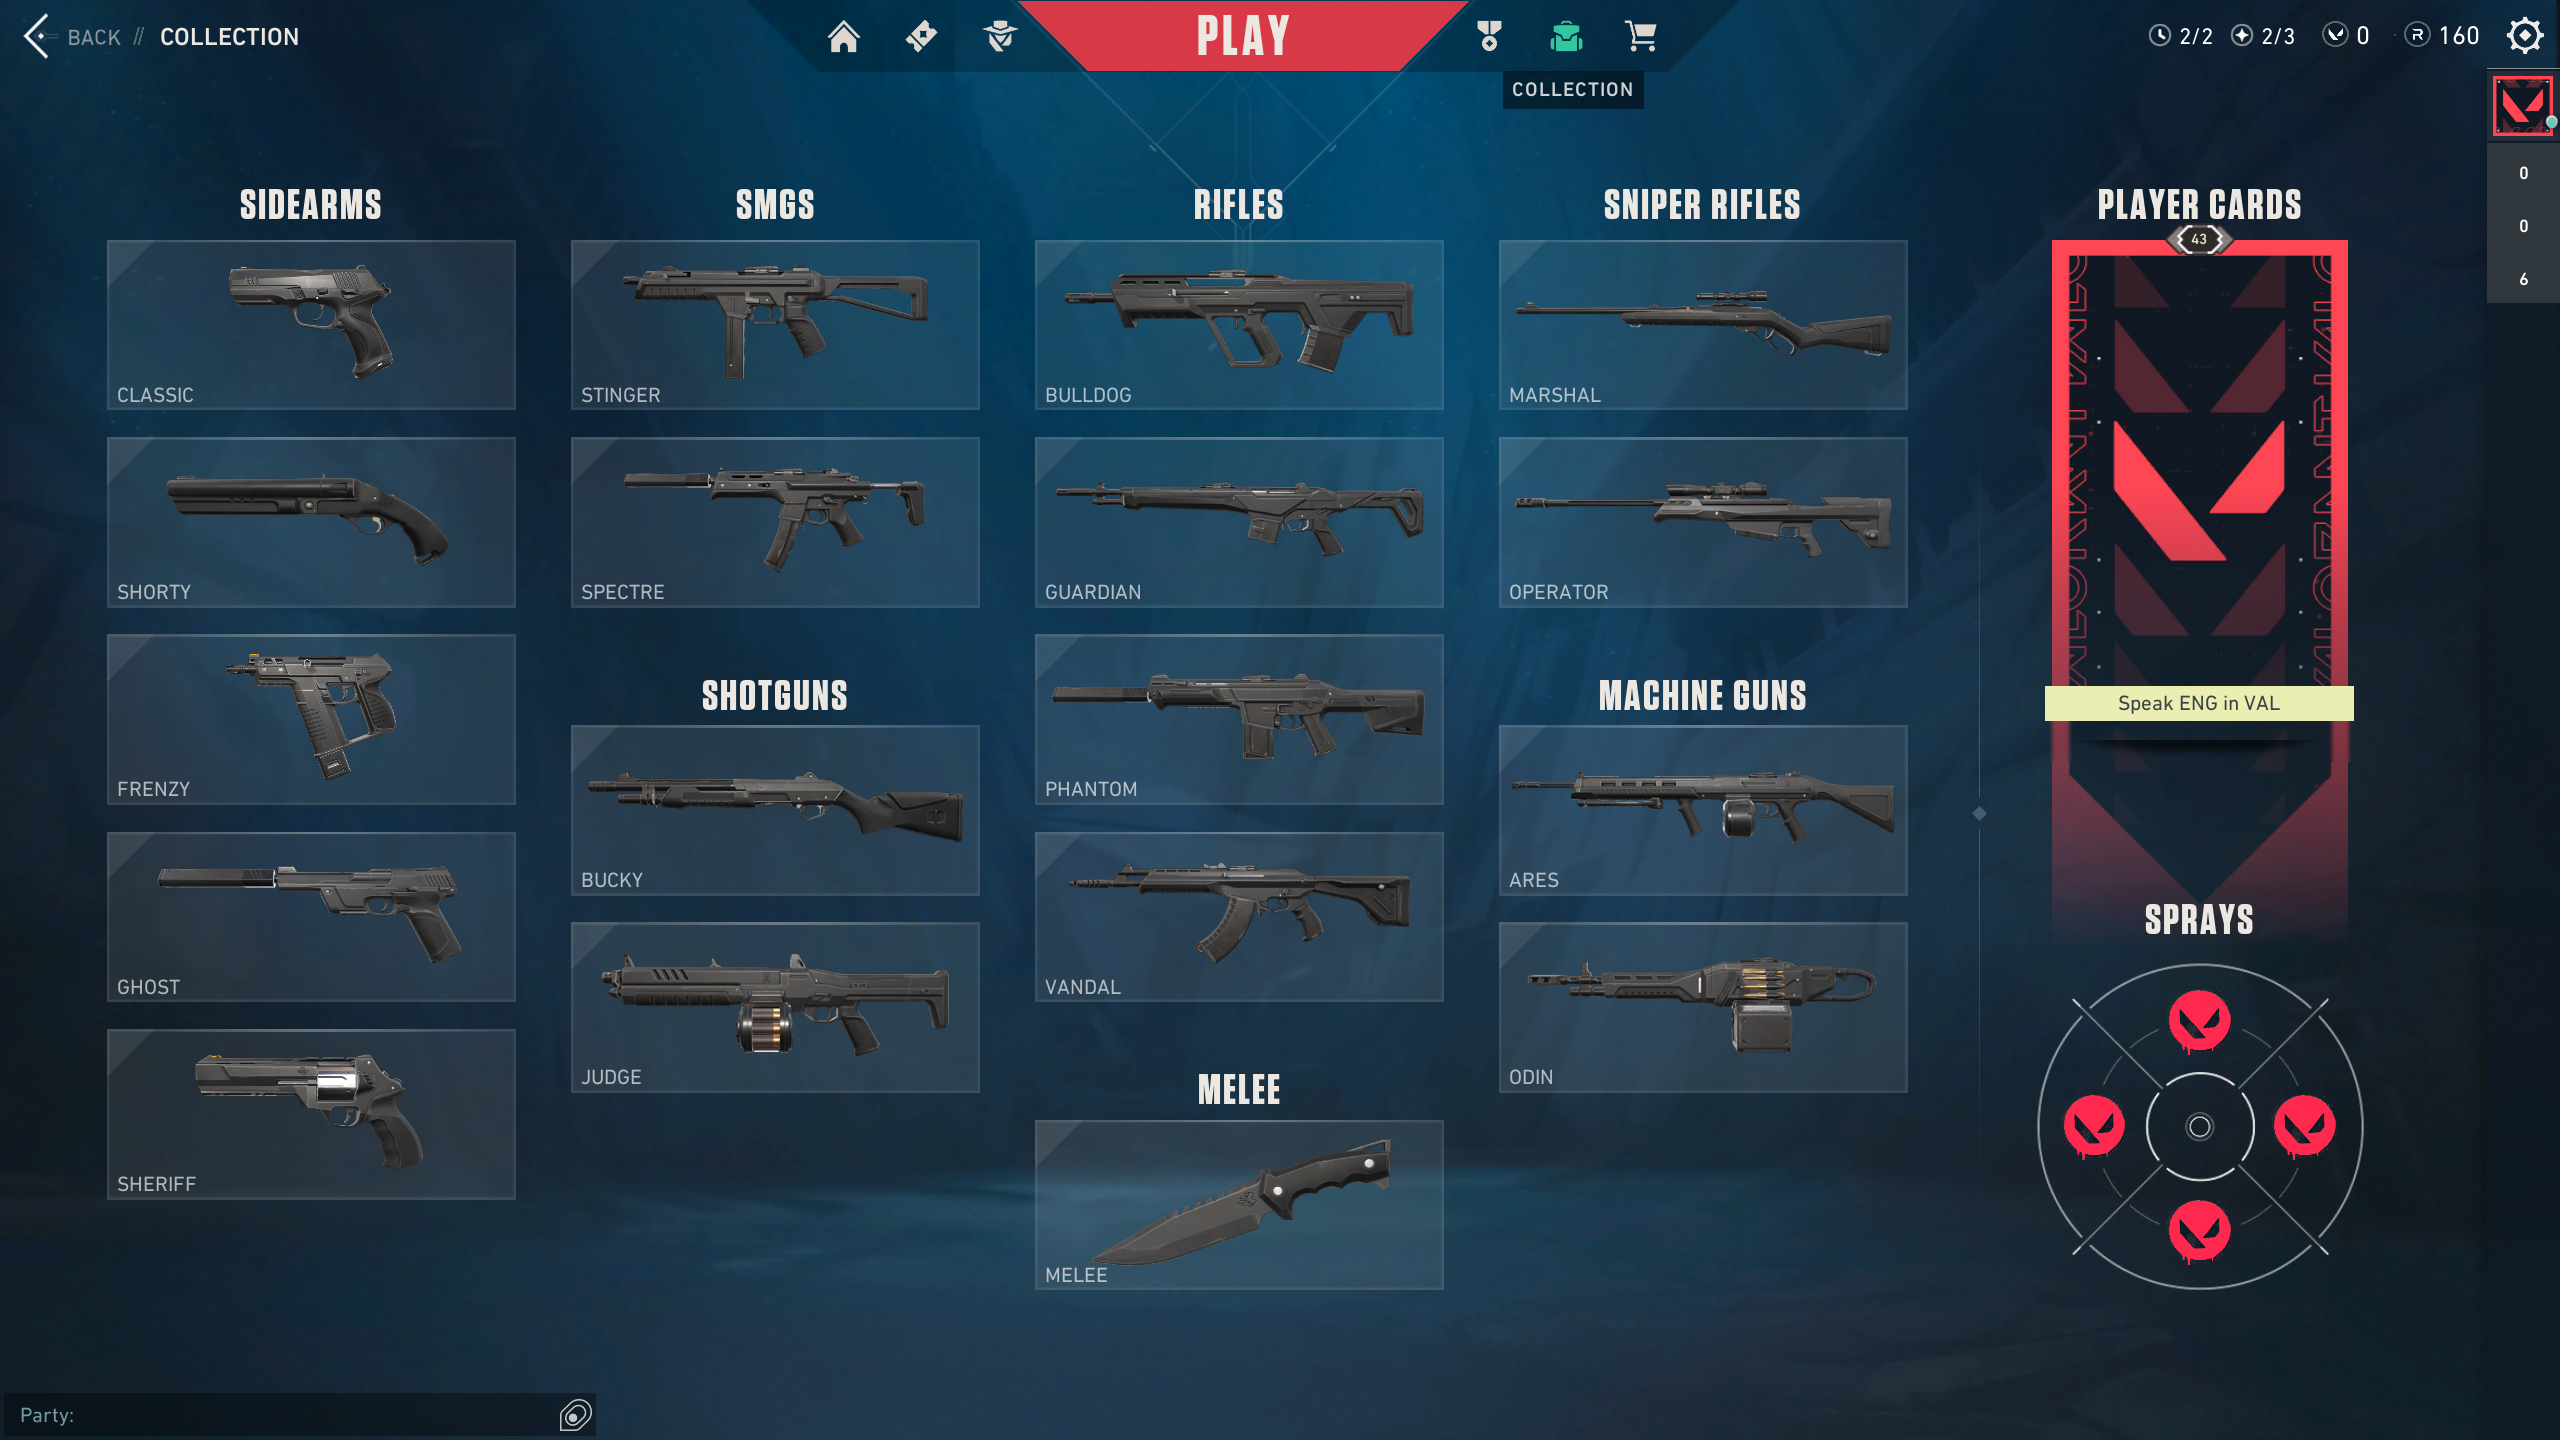 BACK // COLLECTION
PLAY
2/2
2/3
0
160
COLLECTION
0
0
6
SIDEARMS
CLASSIC
SHORTY
FRENZY
GHOST
SHERIFF
SMGS
STINGER
SPECTRE
SHOTGUNS
BUCKY
JUDGE
RIFLES
BULLDOG
GUARDIAN
PHANTOM
VANDAL
MELEE
MELEE
SNIPER RIFLES
MARSHAL
OPERATOR
MACHINE GUNS
ARES
ODIN
PLAYER CARDS
43
VALORANT
VALORANT
Speak ENG in VAL
SPRAYS
Party: